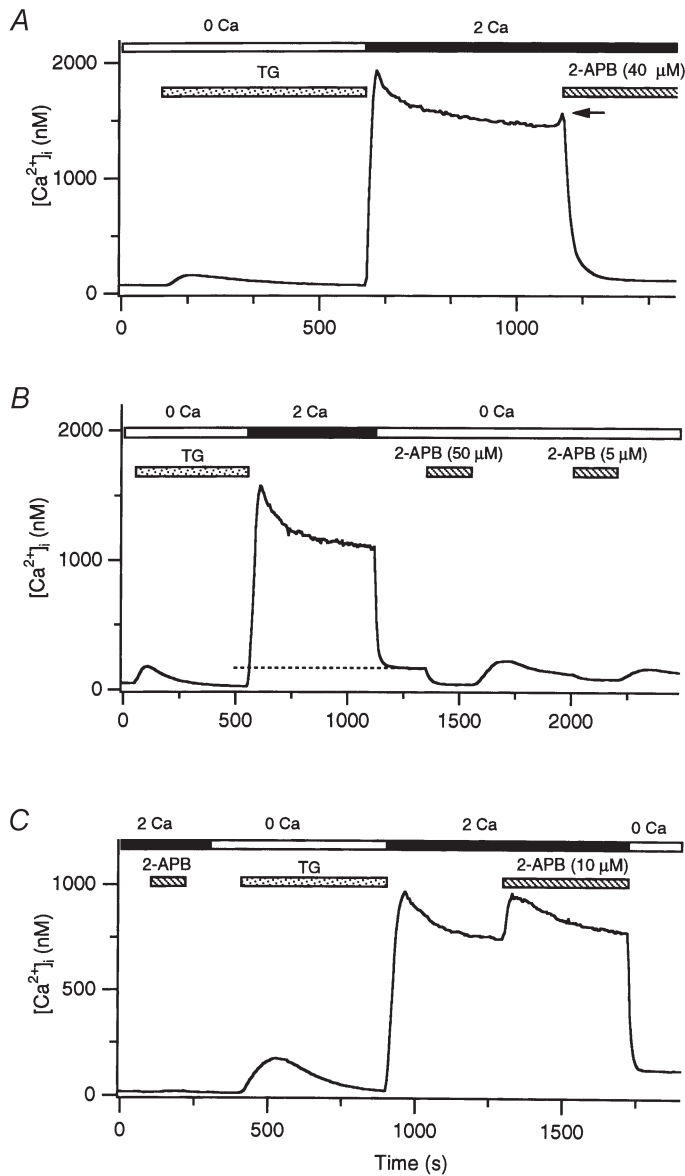 A
0 Ca 2 Ca
TG 2-APB (40 μM)
[Ca2+]i (nM)
2000
1000
0
0 500 1000
B
0 Ca 2 Ca 0 Ca
TG 2-APB (50 μM) 2-APB (5 μM)
[Ca2+]i (nM)
2000
1000
0
0 500 1000 1500 2000
C
2 Ca 0 Ca 2 Ca 0 Ca
2-APB TG 2-APB (10 μM)
[Ca2+]i (nM)
1000
500
0
0 500 1000 1500
Time (s)